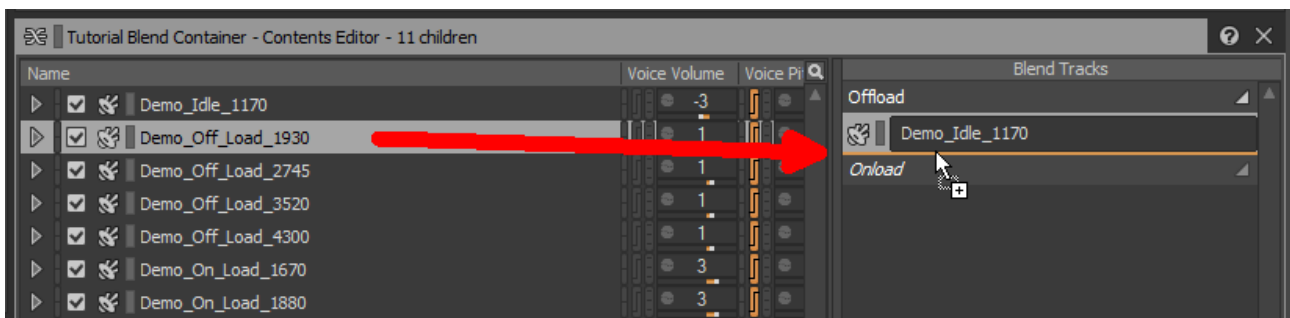 Tutorial Blend Container - Contents Editor - 11 children
Name Voice Volume Voice Pi
Blend Tracks
Demo_Idle_1170 -3
Demo_Off_Load_1930 1
Demo_Off_Load_2745 1
Demo_Off_Load_3520 1
Demo_Off_Load_4300 1
Demo_On_Load_1670 3
Demo_On_Load_1880 3
Offload
Demo_Idle_1170
Onload